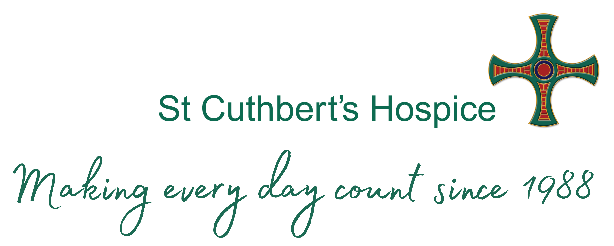 St Cuthbert's Hospice
Making every day count since 1988